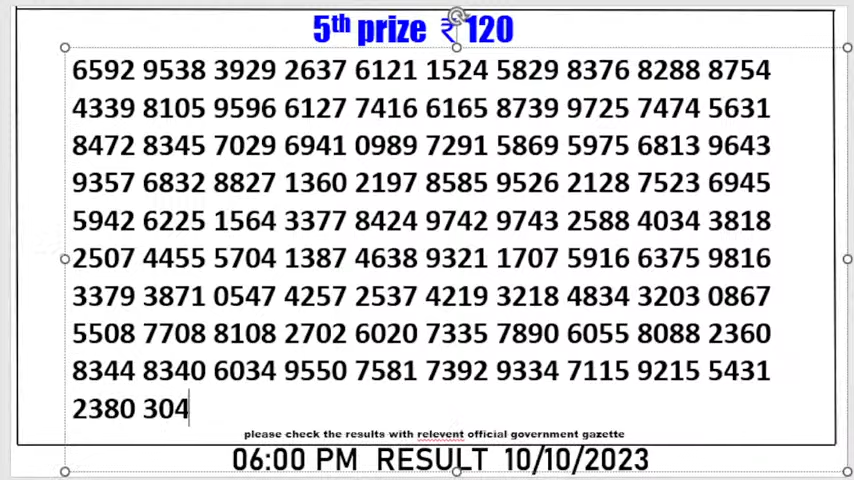 5th prize ₹ 120
6592 9538 3929 2637 6121 1524 5829 8376 8288 8754
4339 8105 9596 6127 7416 6165 8739 9725 7474 5631
8472 8345 7029 6941 0989 7291 5869 5975 6813 9643
9357 6832 8827 1360 2197 8585 9526 2128 7523 6945
5942 6225 1564 3377 8424 9742 9743 2588 4034 3818
2507 4455 5704 1387 4638 9321 1707 5916 6375 9816
3379 3871 0547 4257 2537 4219 3218 4834 3203 0867
5508 7708 8108 2702 6020 7335 7890 6055 8088 2360
8344 8340 6034 9550 7581 7392 9334 7115 9215 5431
2380 304
please check the results with relevent official government gazette
06:00 PM RESULT 10/10/2023